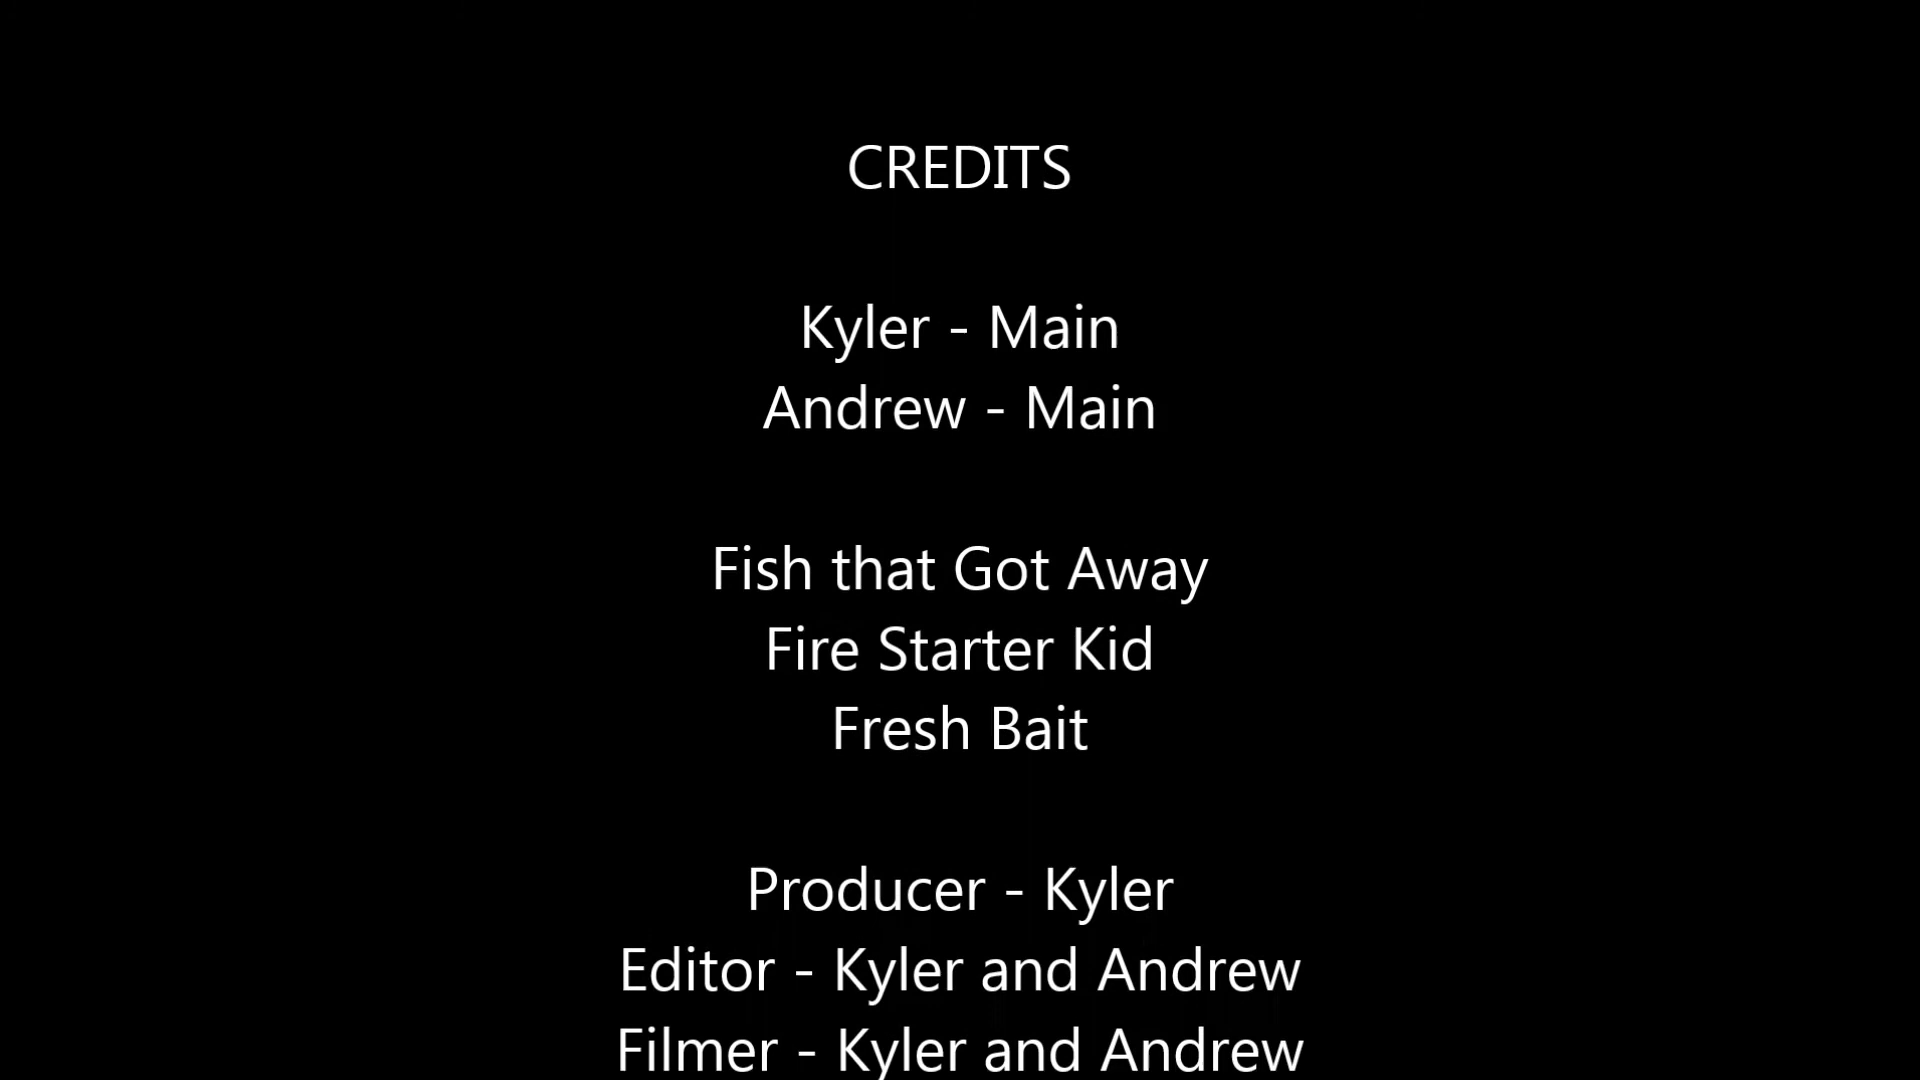 CREDITS
Kyler - Main
Andrew - Main
Fish that Got Away
Fire Starter Kid
Fresh Bait
Producer - Kyler
Editor - Kyler and Andrew
Filmer - Kyler and Andrew